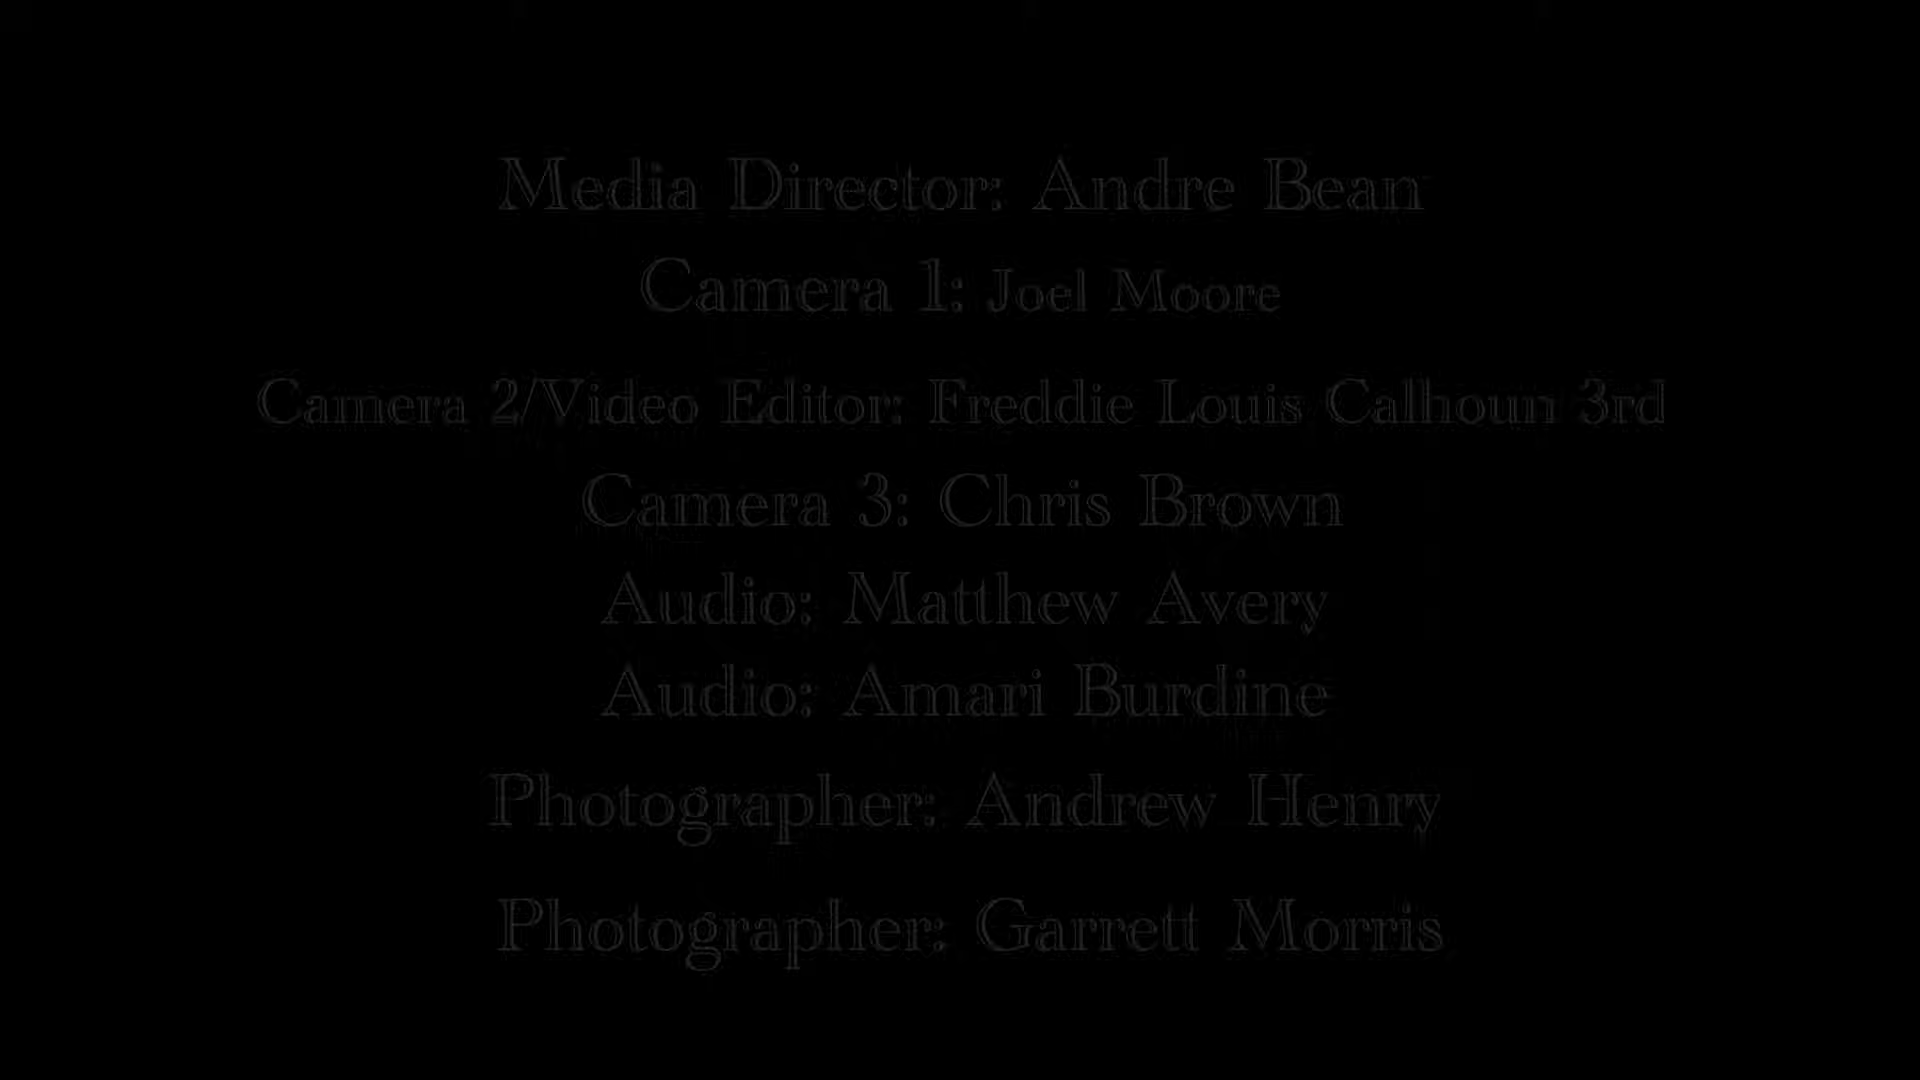 Media Director: Andre Bean
Camera 1: Joel Moore
Camera 2/Video Editor: Freddie Louis Calhoun 3rd
Camera 3: Chris Brown
Audio: Matthew Avery
Audio: Amari Burdine
Photographer: Andrew Henry
Photographer: Garrett Morris